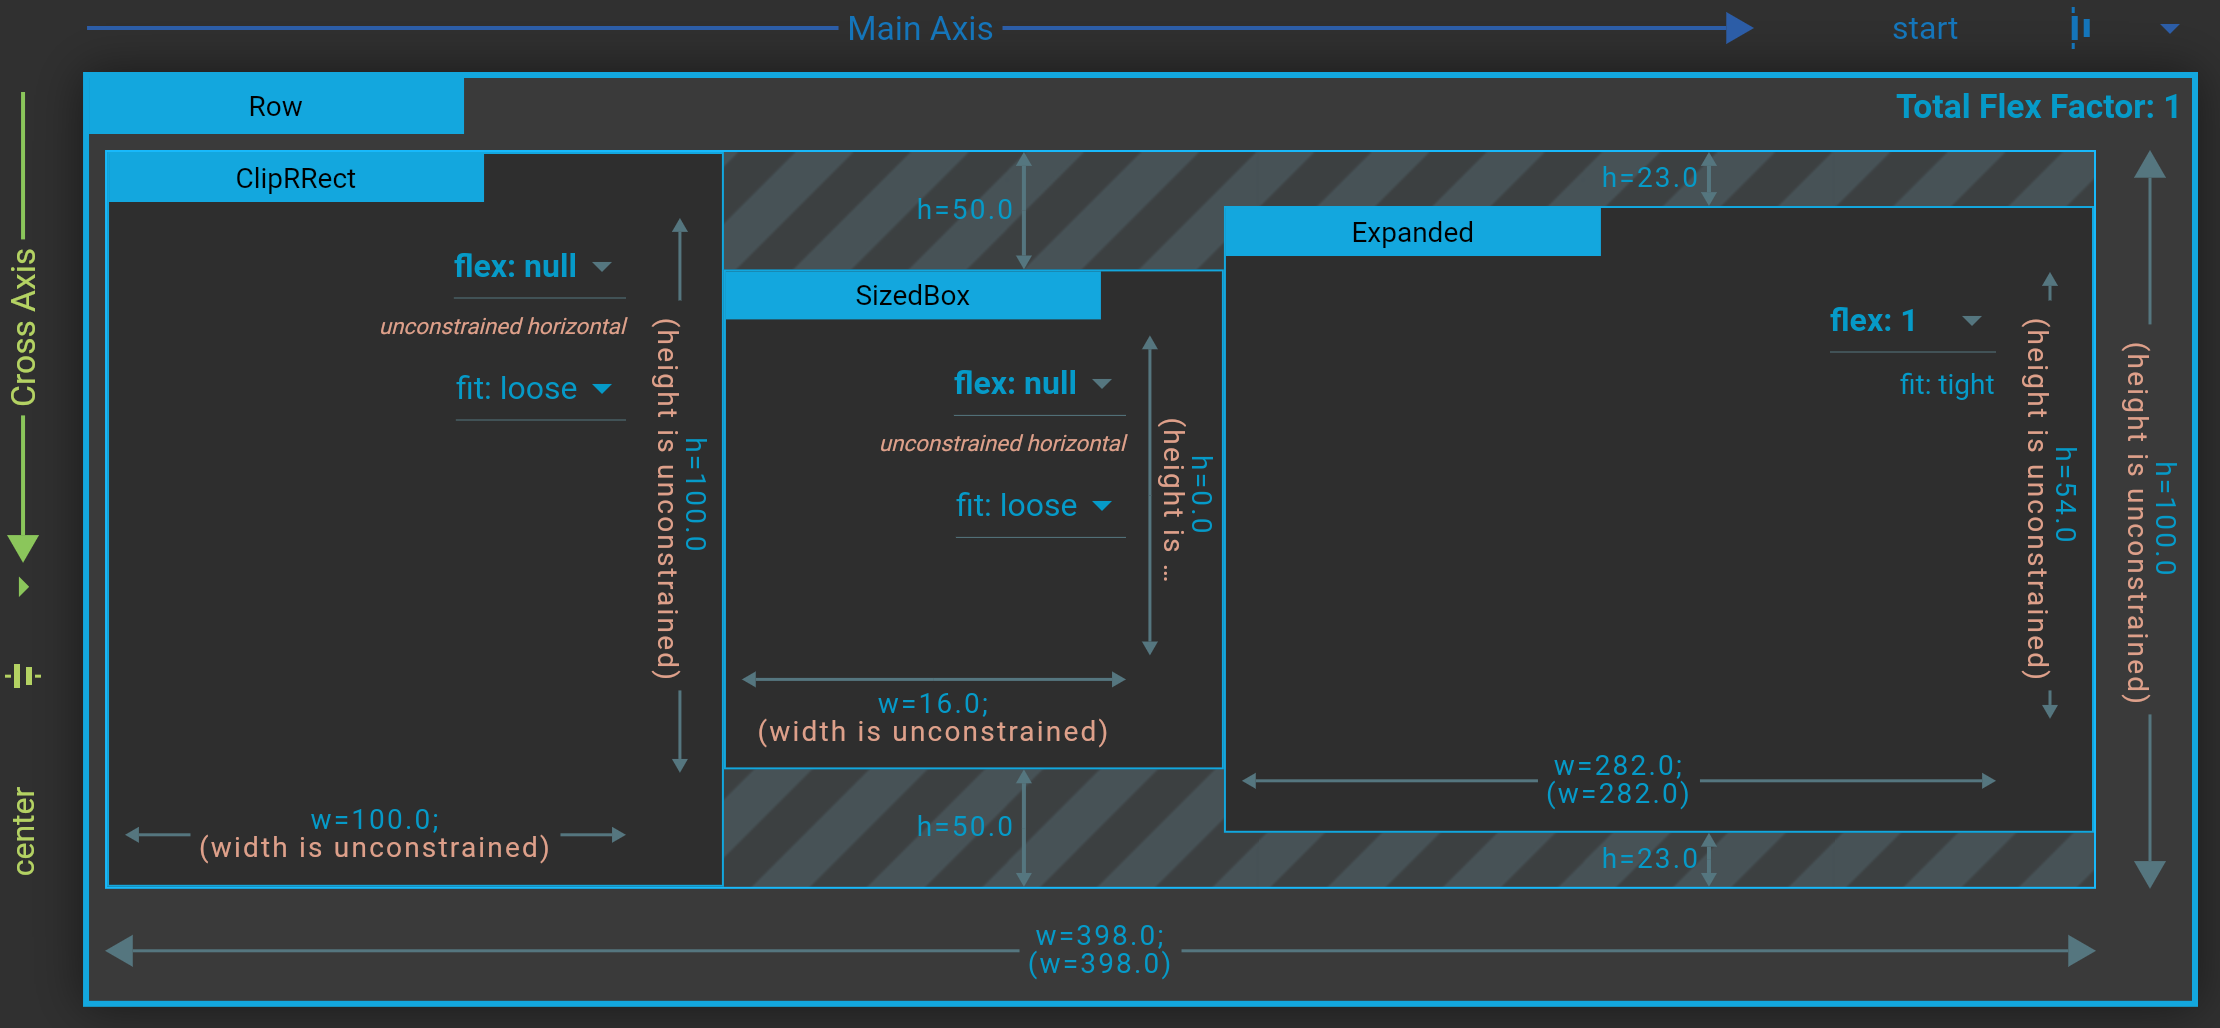 Main Axis
start
Row
Total Flex Factor: 1
Cross Axis
center
ClipRRect
flex: null
unconstrained horizontal
fit: loose
h=100.0
(height is unconstrained)
w=100.0;
(width is unconstrained)
h=50.0
SizedBox
flex: null
unconstrained horizontal
fit: loose
h=0.0
(height is ...
w=16.0;
(width is unconstrained)
h=50.0
h=23.0
Expanded
flex: 1
fit: tight
h=54.0
(height is unconstrained)
w=282.0;
(w=282.0)
h=23.0
h=100.0
(height is unconstrained)
w=398.0;
(w=398.0)